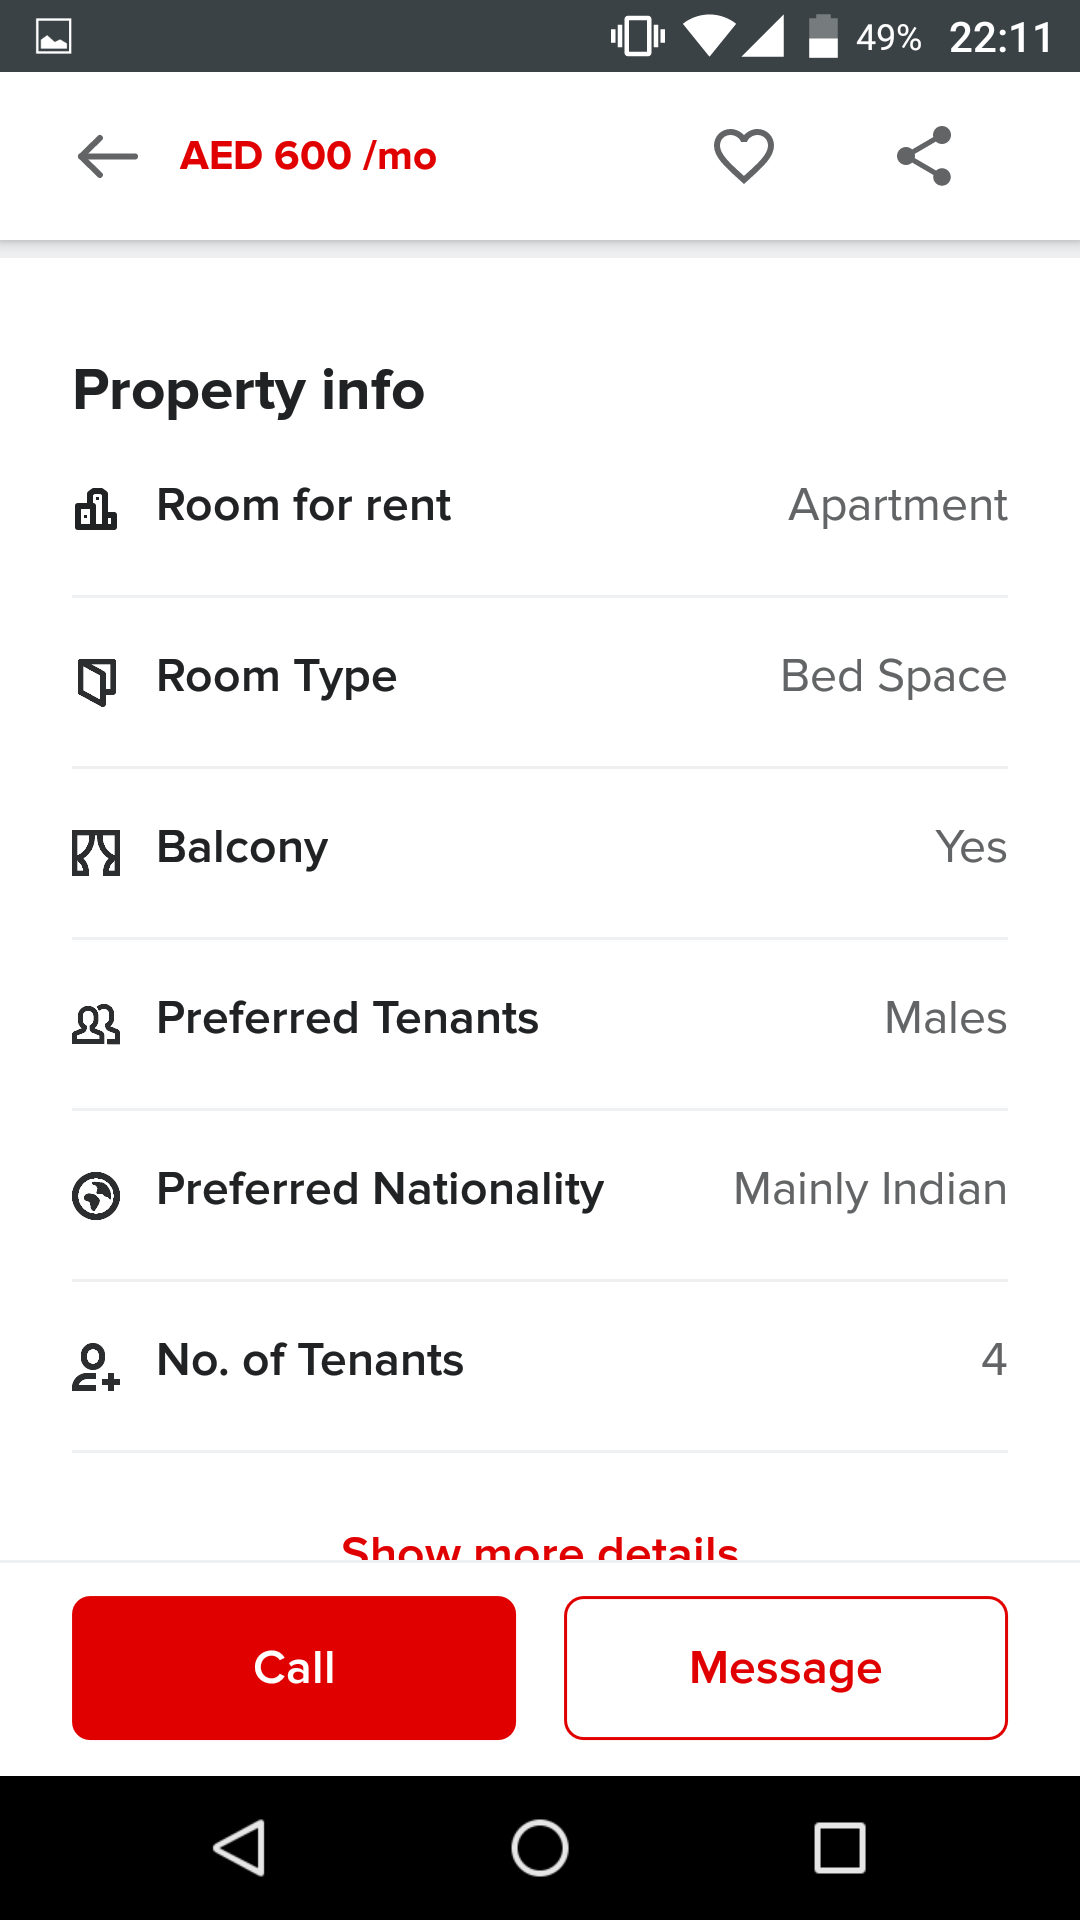 49% 22:11
AED 600 /mo
Property info
Room for rent Apartment
Room Type Bed Space
Balcony Yes
Preferred Tenants Males
Preferred Nationality Mainly Indian
No. of Tenants 4
Show more details
Call Message